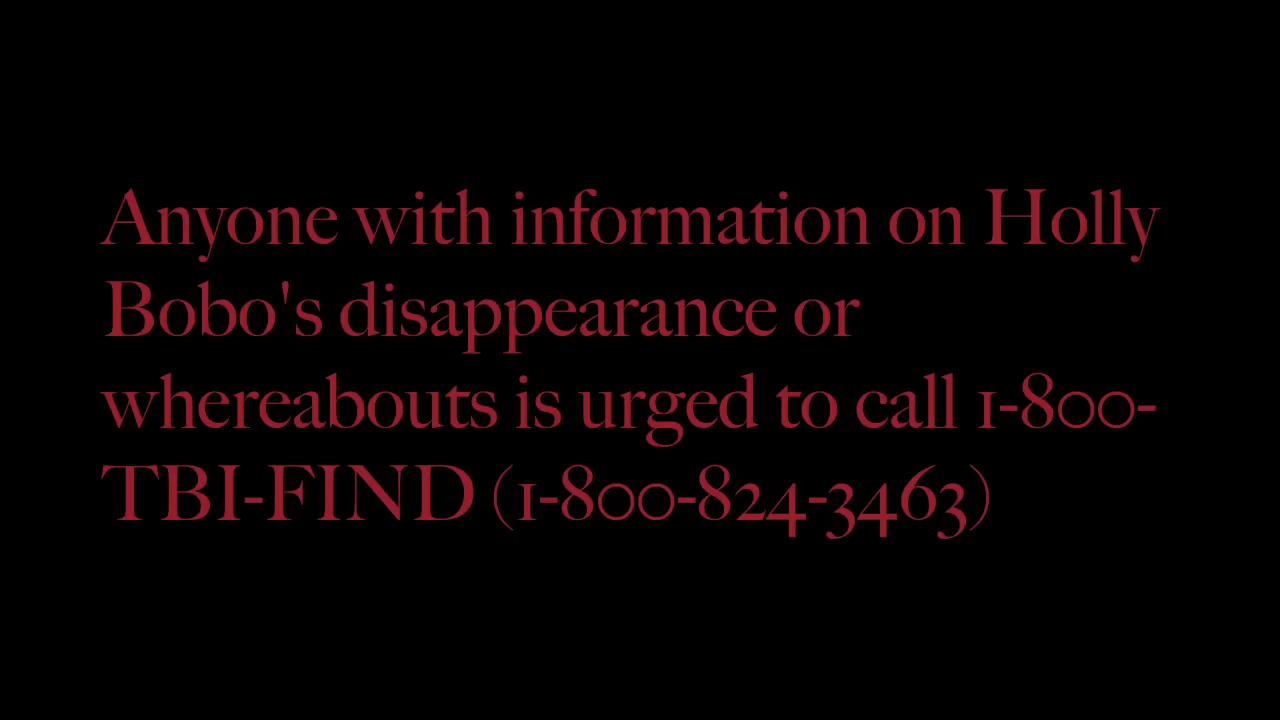 Anyone with information on Holly
Bobo's disappearance or
whereabouts is urged to call 1-800-
TBI-FIND (1-800-824-3463)